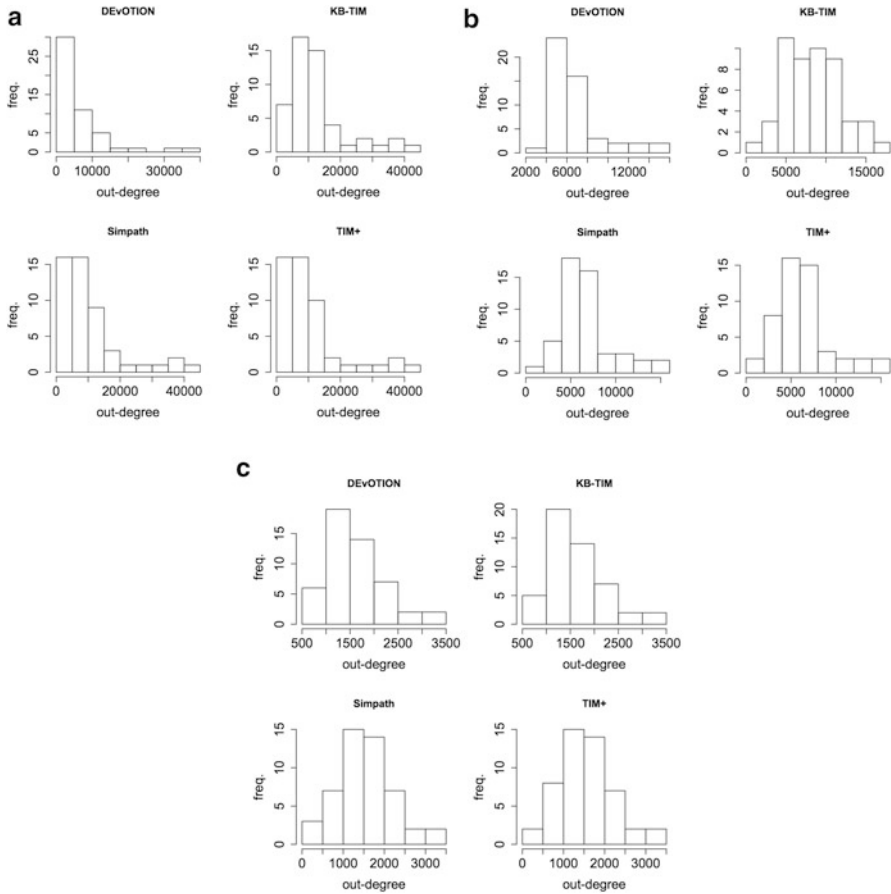 a
DEvOTION
freq.
0 5 15 25
0 10000 30000
out-degree
KB-TIM
freq.
0 5 10 15
0 20000 40000
out-degree
Simpath
freq.
0 5 10 15
0 20000 40000
out-degree
TIM+
freq.
0 5 10 15
0 20000 40000
out-degree
b
DEvOTION
freq.
0 5 10 20
2000 6000 12000
out-degree
KB-TIM
freq.
0 2 4 6 8
0 5000 15000
out-degree
Simpath
freq.
0 5 10 15
0 5000 10000
out-degree
TIM+
freq.
0 5 10 15
0 5000 10000
out-degree
c
DEvOTION
freq.
0 5 10 15
500 1500 2500 3500
out-degree
KB-TIM
freq.
0 5 10 15 20
500 1500 2500 3500
out-degree
Simpath
freq.
0 5 10 15
0 1000 2000 3000
out-degree
TIM+
freq.
0 5 10 15
0 1000 2000 3000
out-degree